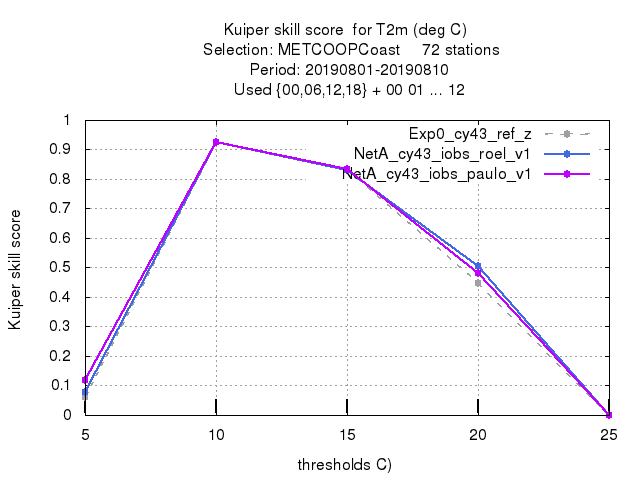 Kuiper skill score  for T2m (deg C)
Selection: METCOOPCoast     72 stations
Period: 20190801-20190810
Used {00,06,12,18} + 00 01 ... 12
Exp0_cy43_ref_z
NetA_cy43_iobs_roel_v1
NetA_cy43_iobs_paulo_v1
1
0.9
0.8
0.7
0.6
0.5
0.4
0.3
0.2
0.1
0
Kuiper skill score
5 10 15 20 25
thresholds C)